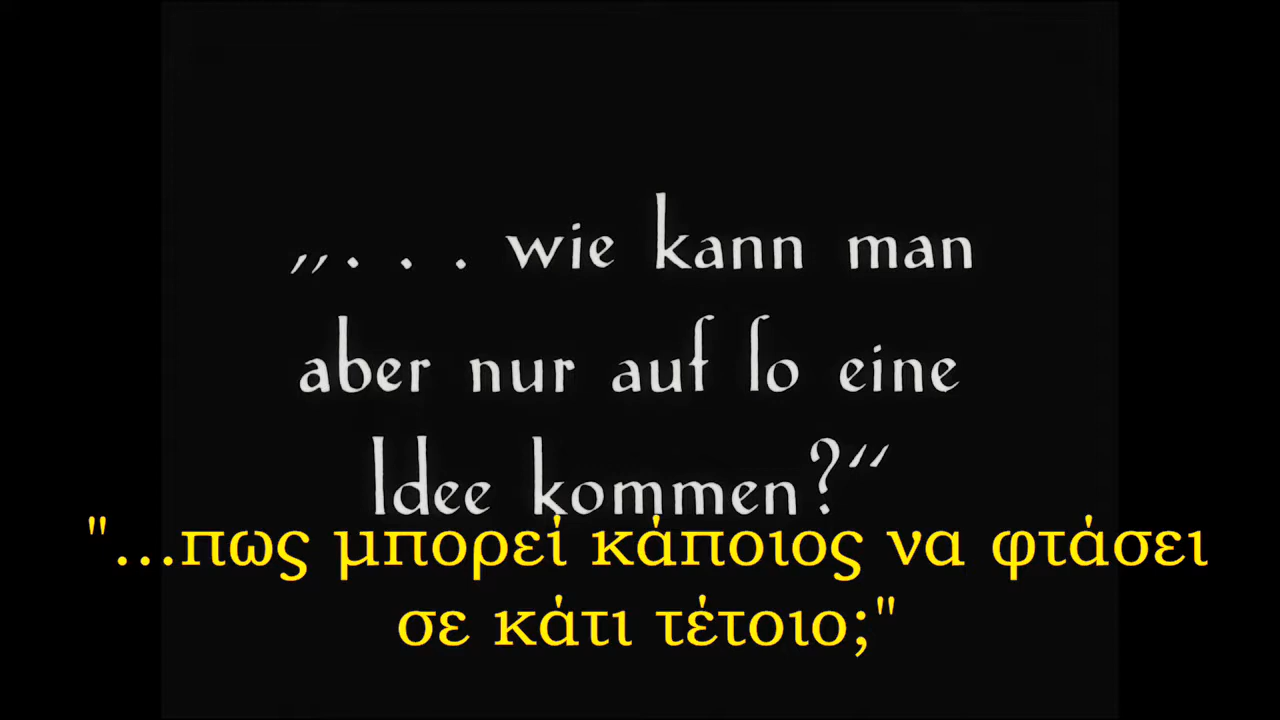 „. . . wie kann man
aber nur auf ſo eine
Idee kommen?“
"...πως μπορεί κάποιος να φτάσει
σε κάτι τέτοιο;"